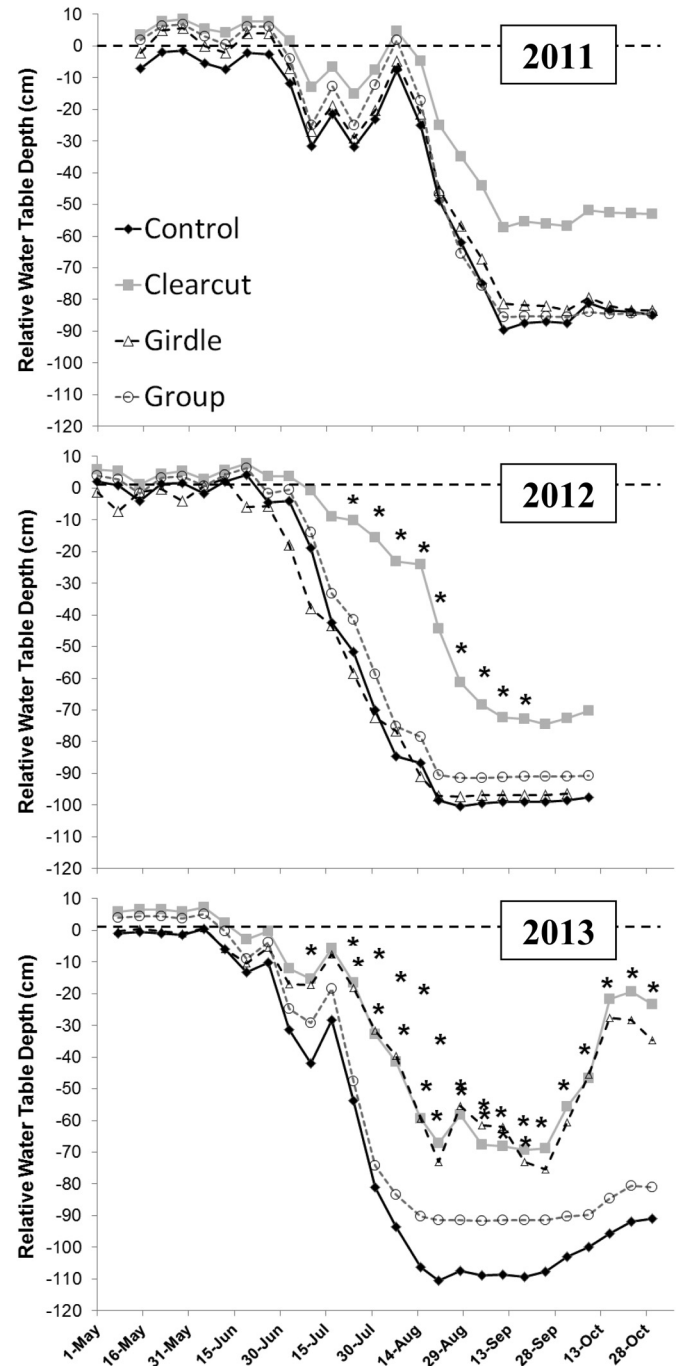 10
0
-10
-20
-30
-40
-50
-60
-70
-80
-90
-100
-110
-120
Relative Water Table Depth (cm)
2011
Control
Clearcut
Girdle
Group
10
0
-10
-20
-30
-40
-50
-60
-70
-80
-90
-100
-110
-120
Relative Water Table Depth (cm)
2012
* * * * * * * * *
10
0
-10
-20
-30
-40
-50
-60
-70
-80
-90
-100
-110
-120
Relative Water Table Depth (cm)
2013
1-May
16-May
31-May
15-Jun
30-Jun
15-Jul
30-Jul
14-Aug
29-Aug
13-Sep
28-Sep
13-Oct
28-Oct